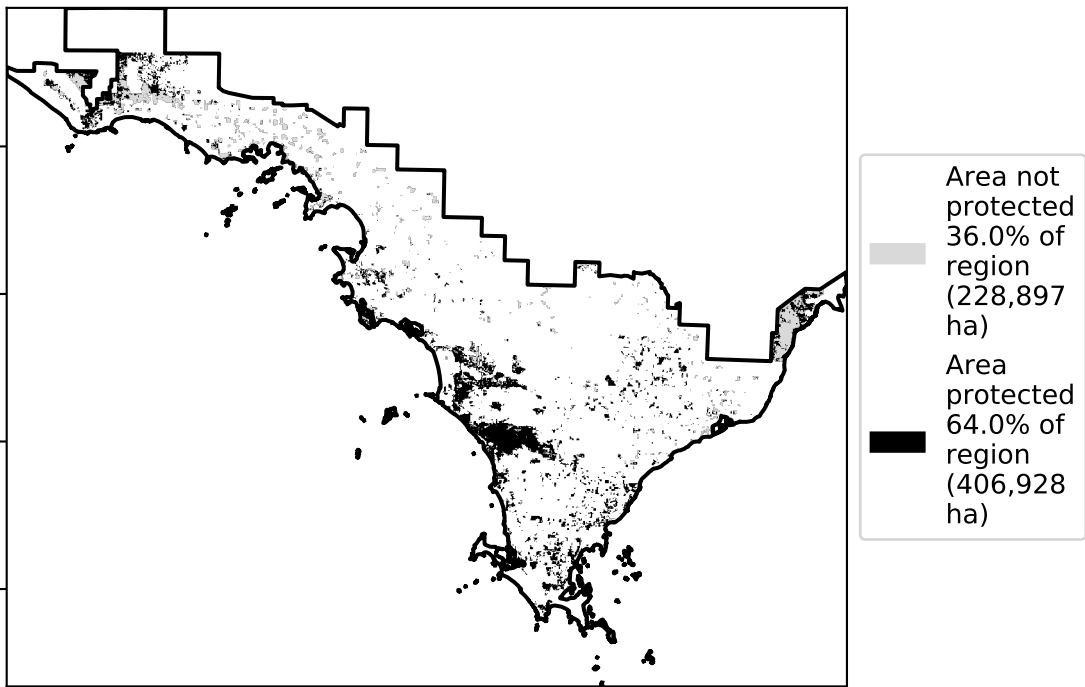 Area not
protected
36.0% of
region
(228,897
ha)
Area
protected
64.0% of
region
(406,928
ha)